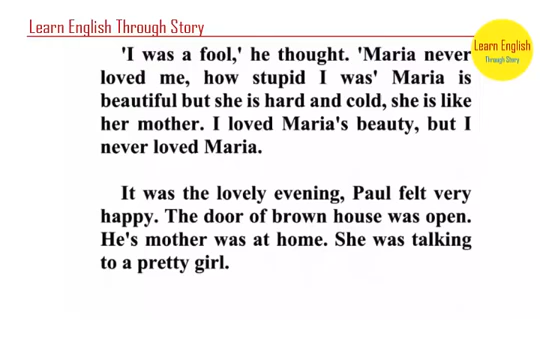 Learn English Through Story
Learn English
Through Story
'I was a fool,' he thought. 'Maria never
loved me, how stupid I was' Maria is
beautiful but she is hard and cold, she is like
her mother. I loved Maria's beauty, but I
never loved Maria.
It was the lovely evening, Paul felt very
happy. The door of brown house was open.
He's mother was at home. She was talking
to a pretty girl.